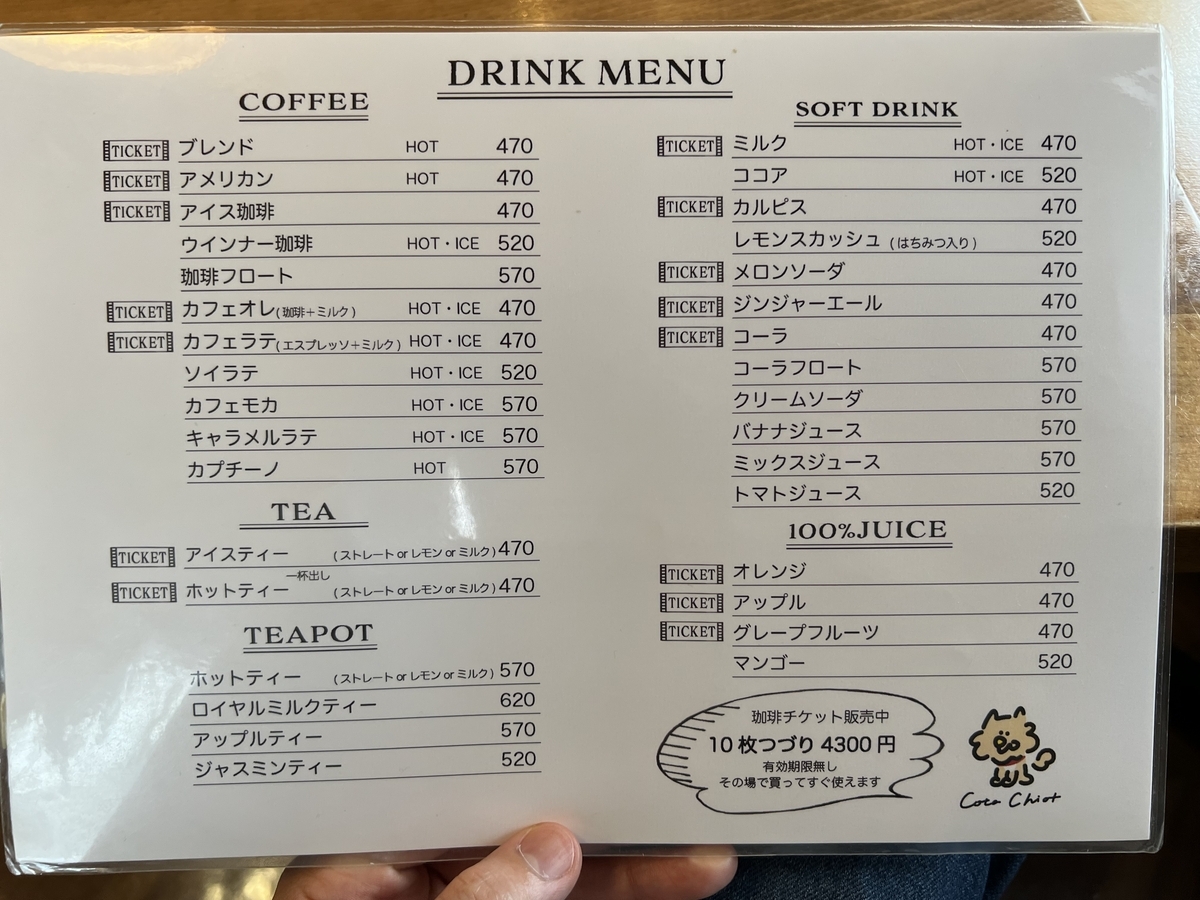 DRINK MENU
COFFEE
TICKET ブレンド HOT 470
TICKET アメリカン HOT 470
TICKET アイス珈琲 470
ウインナー珈琲 HOT・ICE 520
珈琲フロート 570
TICKET カフェオレ(珈琲+ミルク) HOT・ICE 470
TICKET カフェラテ(エスプレッソ+ミルク) HOT・ICE 470
ソイラテ HOT・ICE 520
カフェモカ HOT・ICE 570
キャラメルラテ HOT・ICE 570
カプチーノ HOT 570
TEA
TICKET アイスティー (ストレート or レモン or ミルク) 470
一杯出し
TICKET ホットティー (ストレート or レモン or ミルク) 470
TEAPOT
ホットティー (ストレート or レモン or ミルク) 570
ロイヤルミルクティー 620
アップルティー 570
ジャスミンティー 520
SOFT DRINK
TICKET ミルク HOT・ICE 470
ココア HOT・ICE 520
TICKET カルピス 470
レモンスカッシュ (はちみつ入り) 520
TICKET メロンソーダ 470
TICKET ジンジャーエール 470
TICKET コーラ 470
コーラフロート 570
クリームソーダ 570
バナナジュース 570
ミックスジュース 570
トマトジュース 520
100%JUICE
TICKET オレンジ 470
TICKET アップル 470
TICKET グレープフルーツ 470
マンゴー 520
珈琲チケット販売中
10枚つづり4300円
有効期限無し
その場で買ってすぐ使えます
Coco Chiot